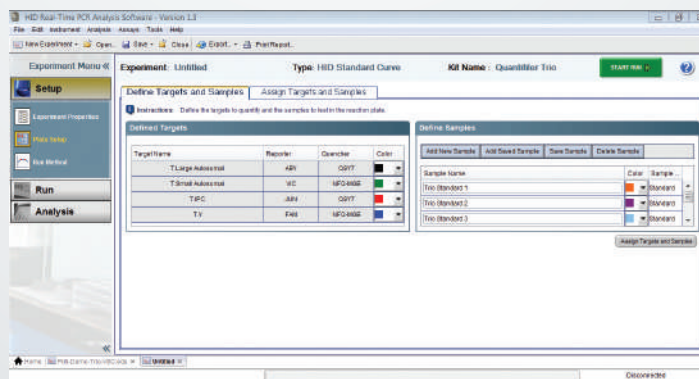 HID Real-Time PCR Analysis Software - Version 1.3
File Edit Instrument Analysis Assays Tools Help
New Experiment Open... Save Close Export... Print Report...
Experiment Menu «
Experiment: Untitled Type: HID Standard Curve Kit Name: Quantifiler Trio START RUN
Setup
Experiment Properties
Plate Setup
Run Method
Run
Analysis
Define Targets and Samples Assign Targets and Samples
Instructions: Define the targets to quantify and the samples to test in the reaction plate.
Defined Targets
Target Name Reporter Quencher Color
T.Large Autosomal ABY QSY7
T.Small Autosomal VIC NFQ-MGB
T.IPC JUN QSY7
T.Y FAM NFQ-MGB
Define Samples
Add New Sample Add Saved Sample Save Sample Delete Sample
Sample Name Color Sample ...
Trio Standard 1 Standard
Trio Standard 2 Standard
Trio Standard 3 Standard
Assign Targets and Samples
«
Home Untitled
Disconnected